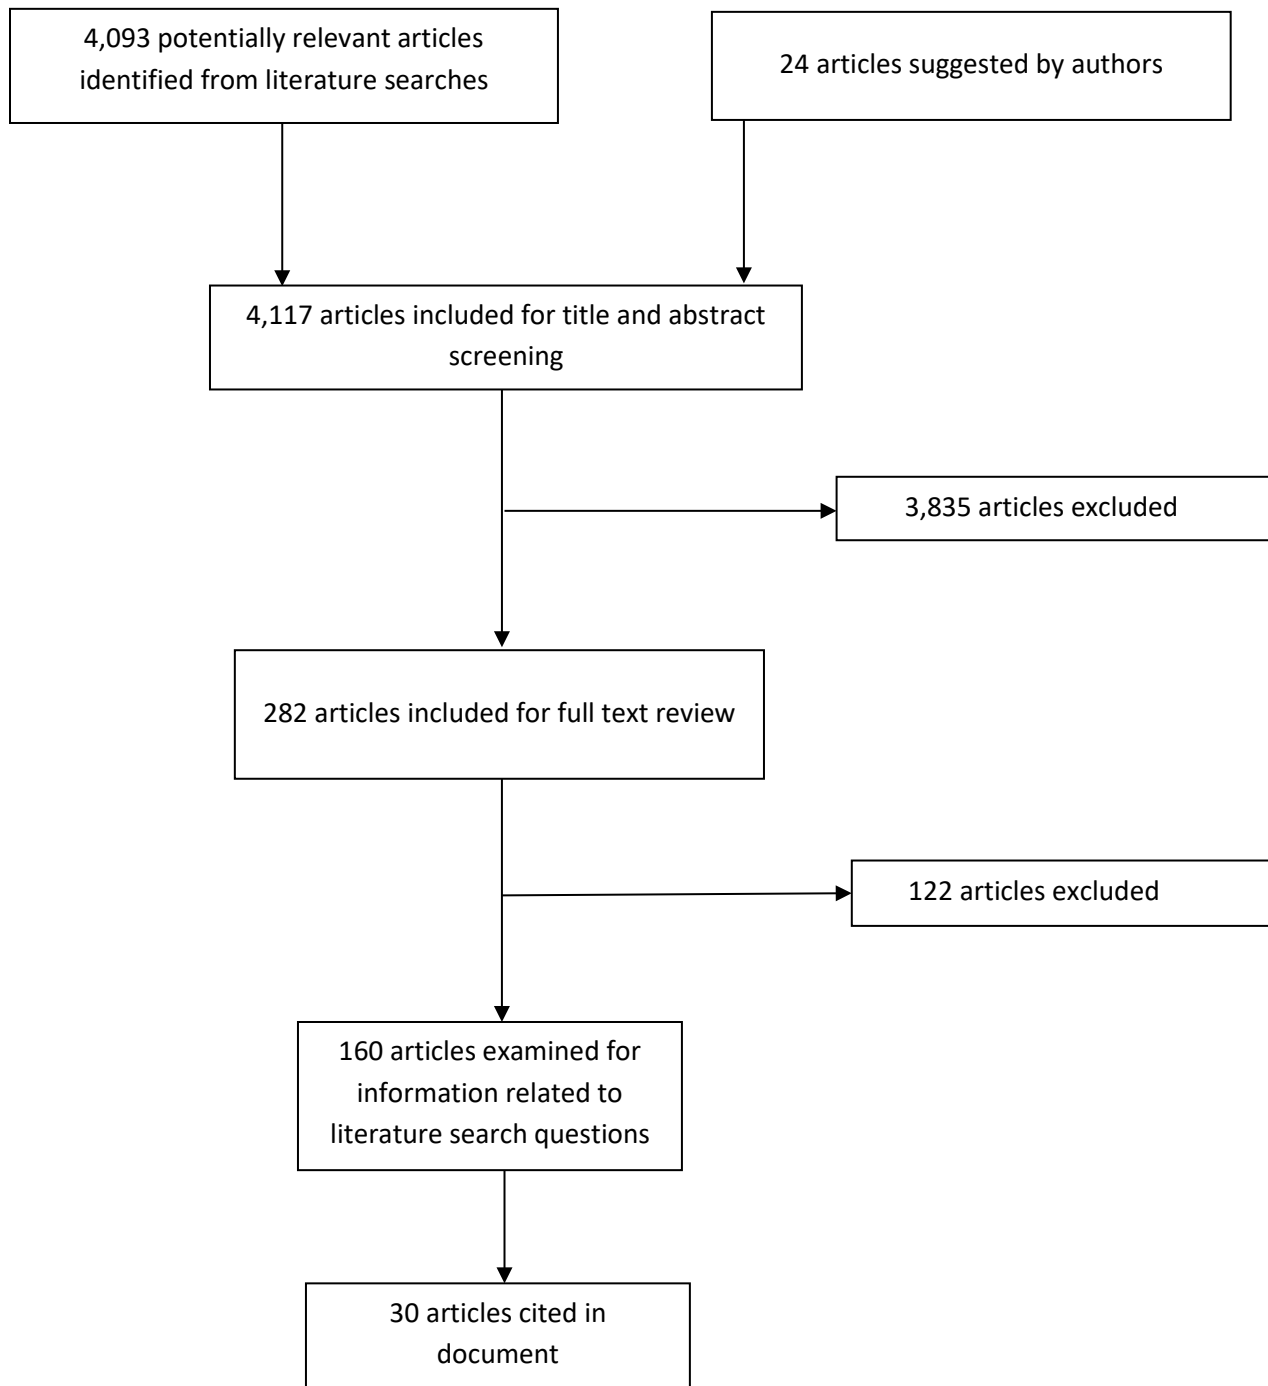 4,093 potentially relevant articles
identified from literature searches
24 articles suggested by authors
4,117 articles included for title and abstract
screening
3,835 articles excluded
282 articles included for full text review
122 articles excluded
160 articles examined for
information related to
literature search questions
30 articles cited in
document